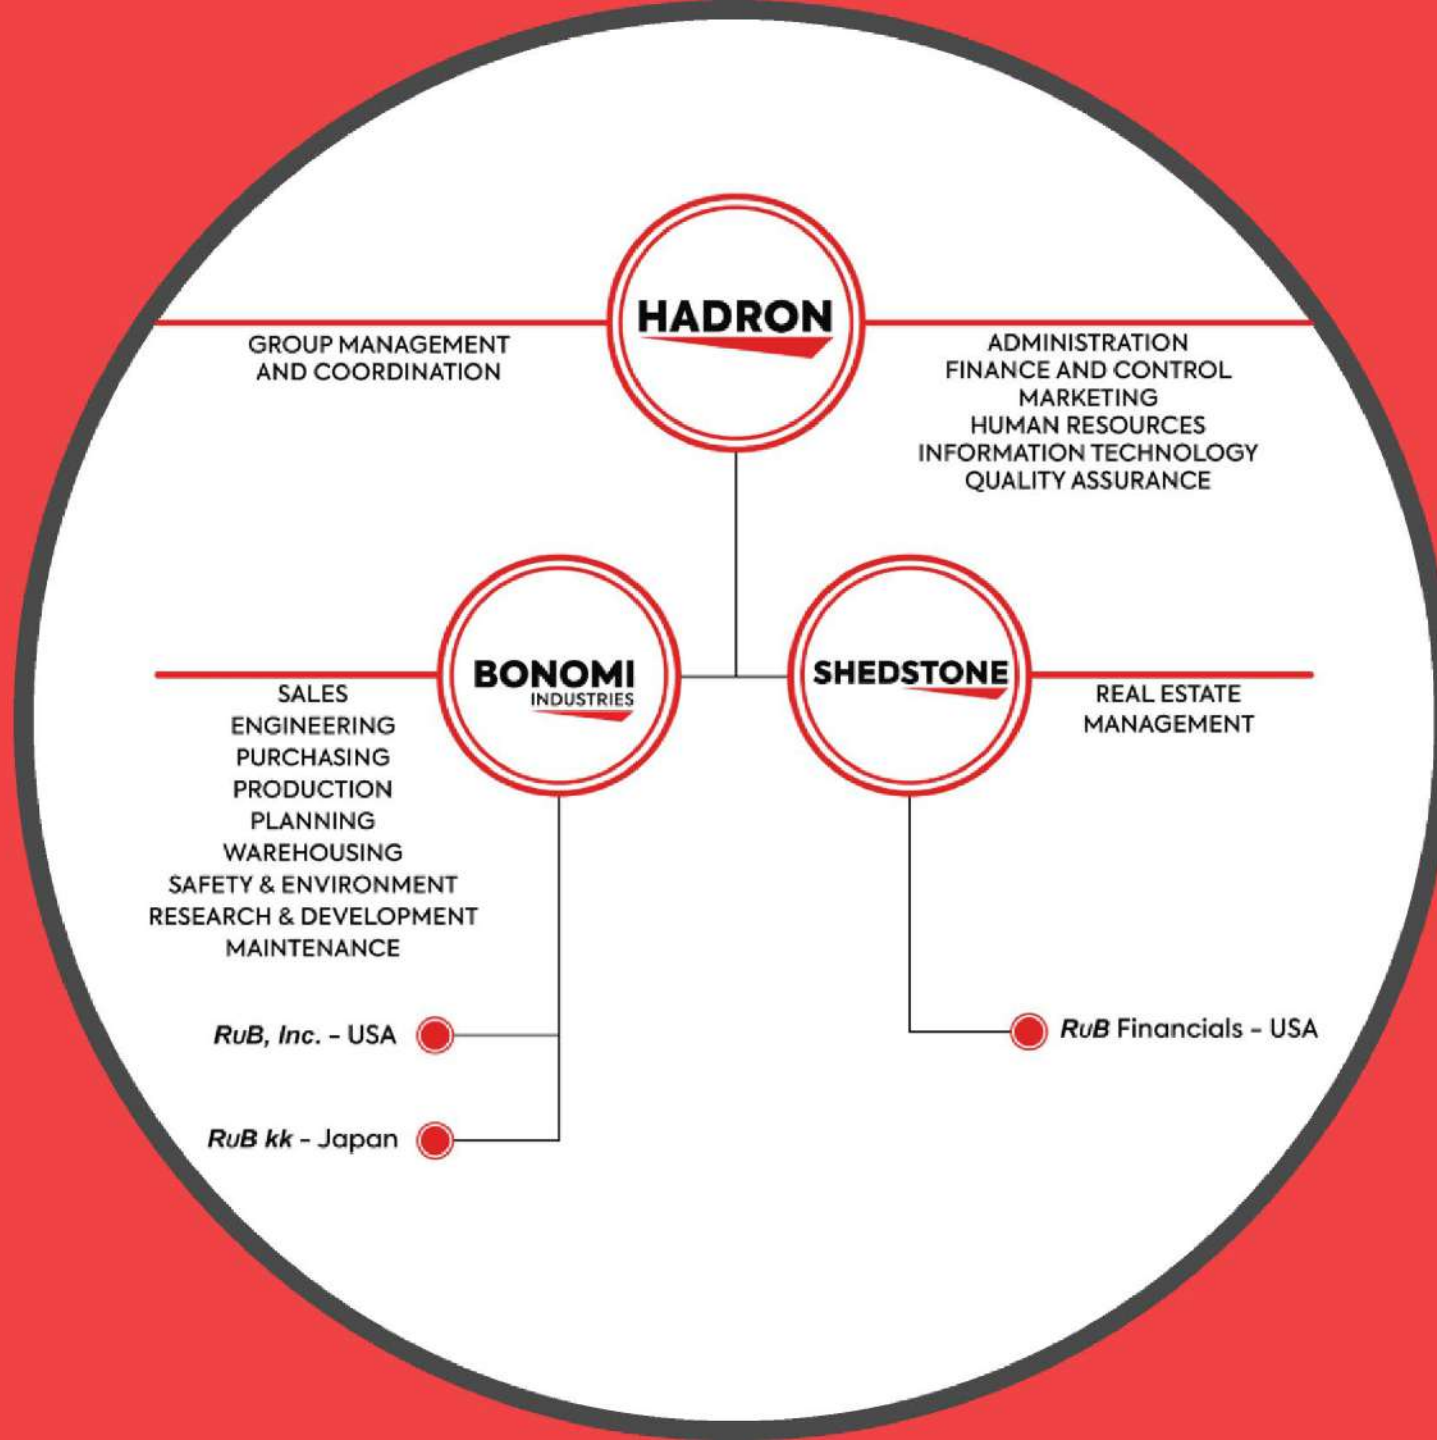 HADRON
GROUP MANAGEMENT
AND COORDINATION
ADMINISTRATION
FINANCE AND CONTROL
MARKETING
HUMAN RESOURCES
INFORMATION TECHNOLOGY
QUALITY ASSURANCE
BONOMI
INDUSTRIES
SALES
ENGINEERING
PURCHASING
PRODUCTION
PLANNING
WAREHOUSING
SAFETY & ENVIRONMENT
RESEARCH & DEVELOPMENT
MAINTENANCE
RuB, Inc. - USA
RuB kk - Japan
SHEDSTONE
REAL ESTATE
MANAGEMENT
RuB Financials - USA